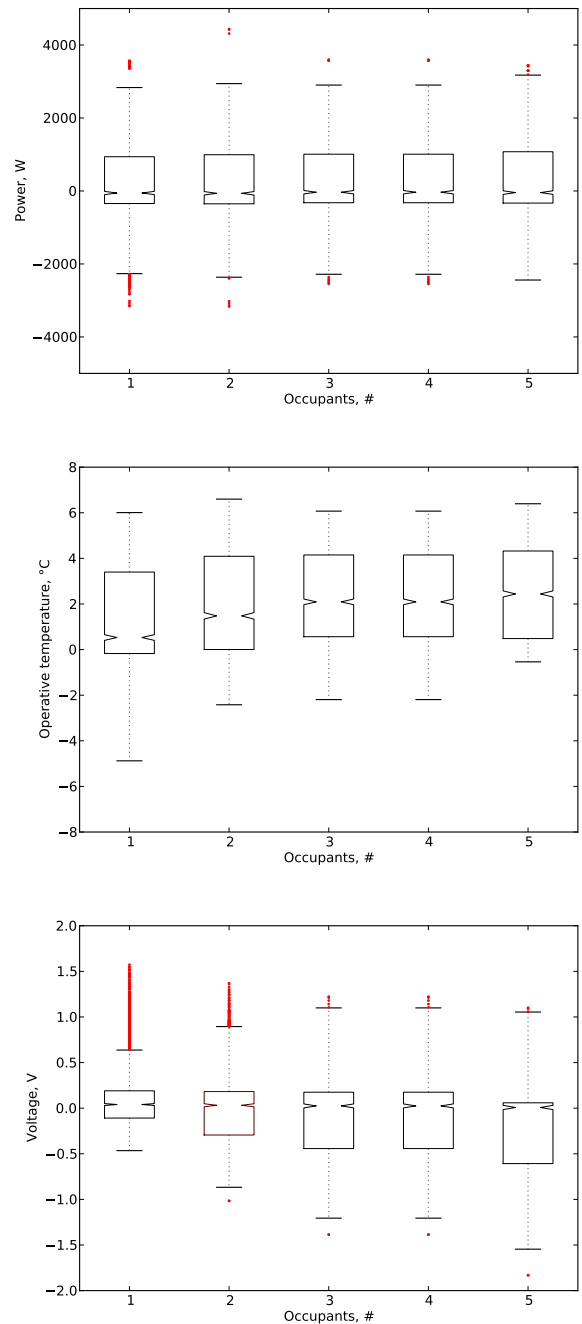 4000
2000
0
−2000
−4000
Power, W
1 2 3 4 5
Occupants, #
8
6
4
2
0
−2
−4
−6
−8
Operative temperature, °C
1 2 3 4 5
Occupants, #
2.0
1.5
1.0
0.5
0.0
−0.5
−1.0
−1.5
−2.0
Voltage, V
1 2 3 4 5
Occupants, #